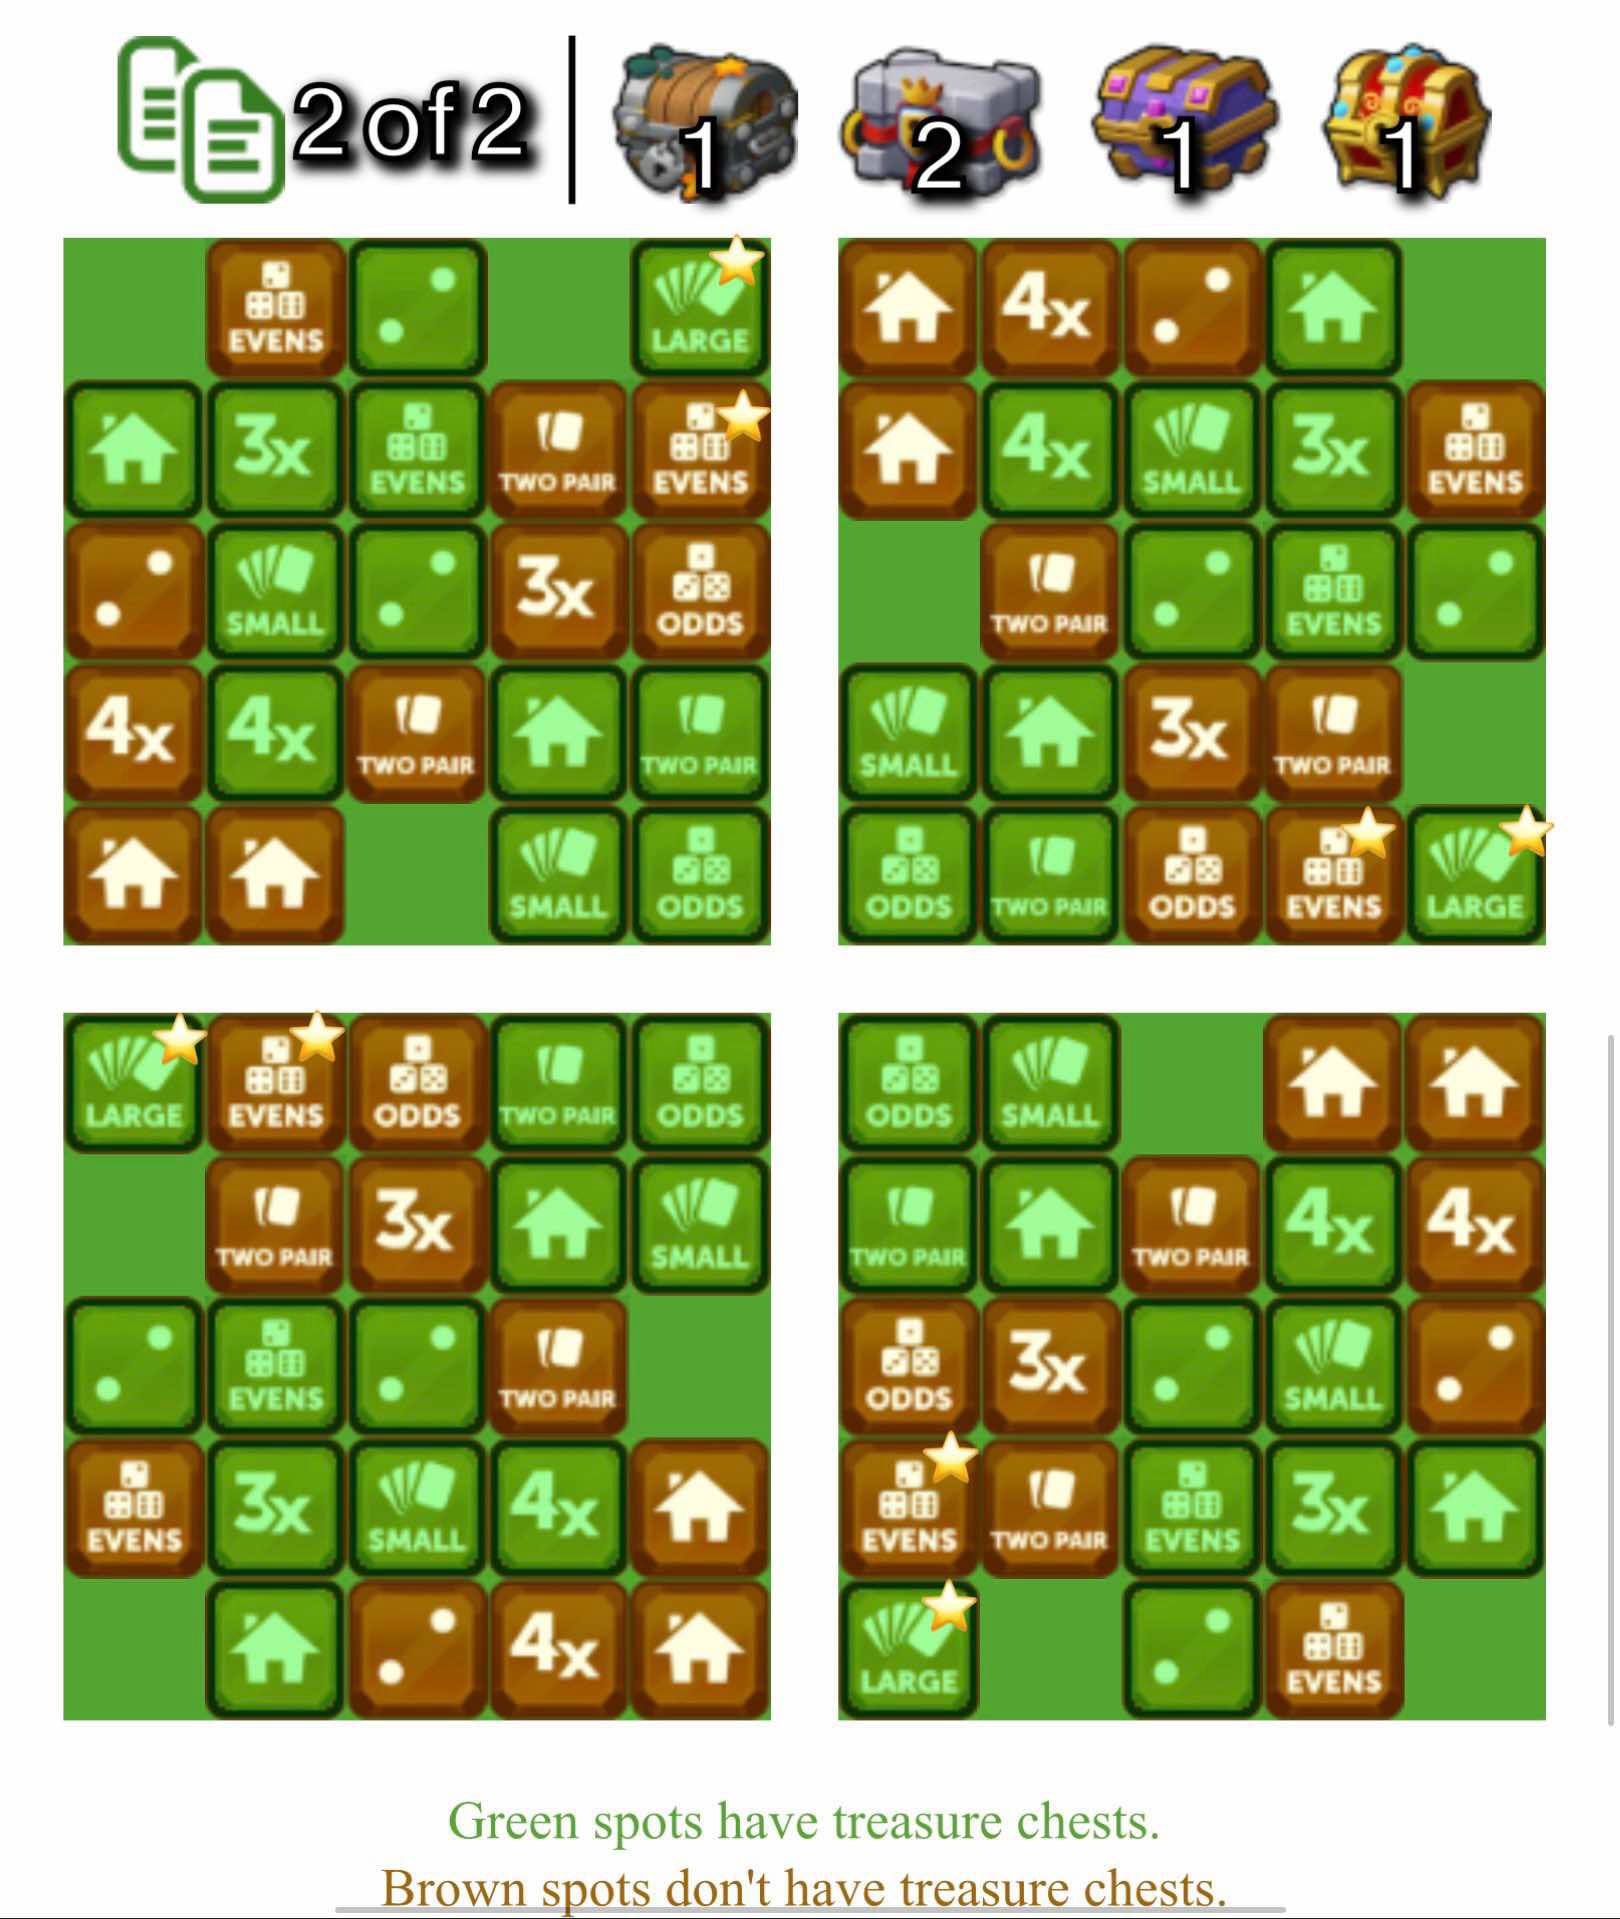 2 of 2 1 2 1 1
EVENS LARGE 4x
3x EVENS TWO PAIR EVENS 4x SMALL 3x EVENS
SMALL 3x ODDS TWO PAIR EVENS
4x 4x TWO PAIR TWO PAIR SMALL 3x TWO PAIR
SMALL ODDS ODDS TWO PAIR ODDS EVENS LARGE
LARGE EVENS ODDS TWO PAIR ODDS ODDS SMALL
TWO PAIR 3x SMALL TWO PAIR TWO PAIR 4x 4x
EVENS TWO PAIR ODDS 3x SMALL
EVENS 3x SMALL 4x EVENS TWO PAIR EVENS 3x
4x LARGE EVENS
Green spots have treasure chests.
Brown spots don't have treasure chests.